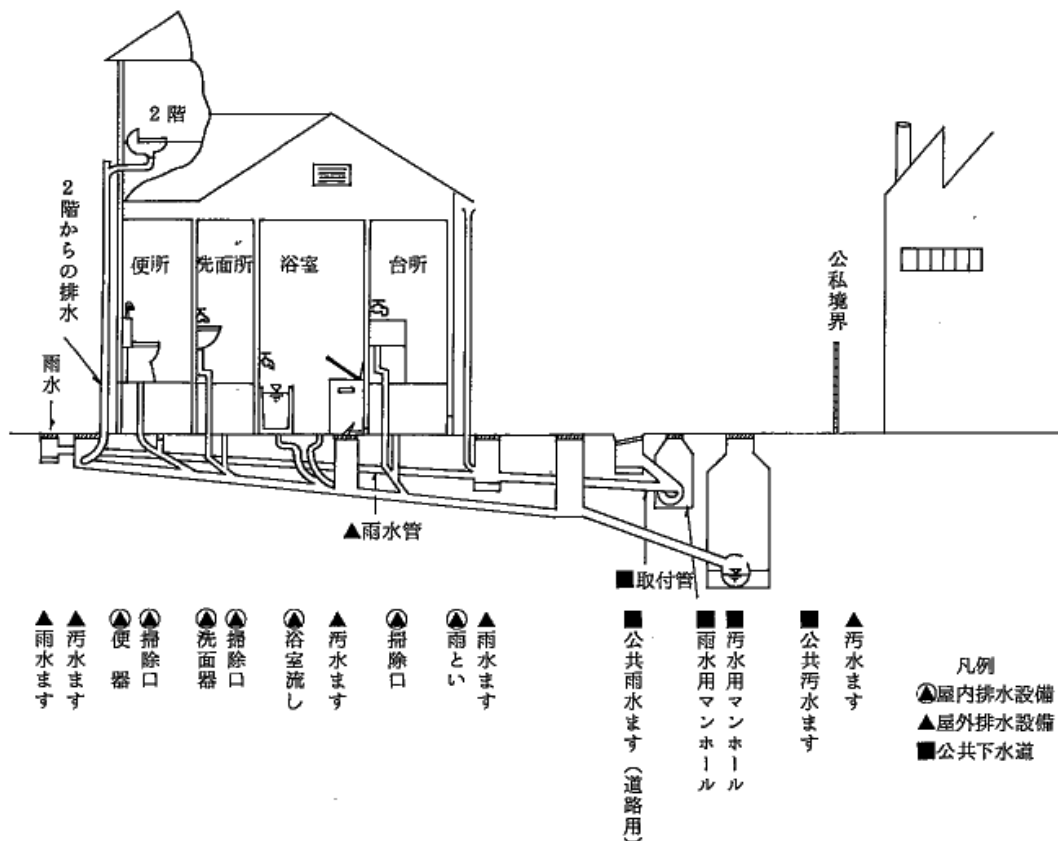 2階
2階からの排水
便所
洗面所
浴室
台所
公私境界
雨水
▲雨水管
■取付管
▲雨水ます
▲汚水ます
▲便器
▲掃除口
▲洗面器
▲掃除口
▲浴室流し
▲汚水ます
▲掃除口
▲雨とい
▲雨水ます
■公共雨水ます(道路用)
■雨水用マンホール
■汚水用マンホール
■公共汚水ます
▲汚水ます
凡例
▲屋内排水設備
▲屋外排水設備
■公共下水道